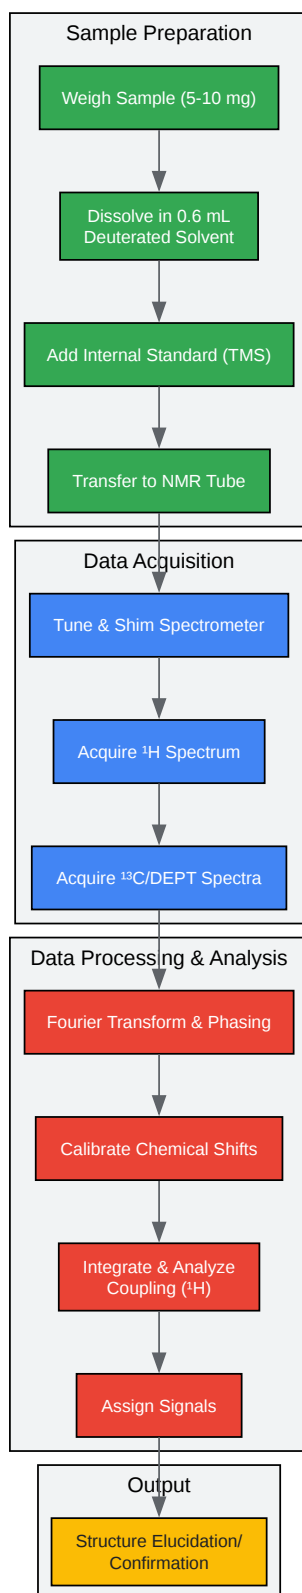 Sample Preparation
Weigh Sample (5-10 mg)
Dissolve in 0.6 mL
Deuterated Solvent
Add Internal Standard (TMS)
Transfer to NMR Tube
Data Acquisition
Tune & Shim Spectrometer
Acquire ¹H Spectrum
Acquire ¹³C/DEPT Spectra
Data Processing & Analysis
Fourier Transform & Phasing
Calibrate Chemical Shifts
Integrate & Analyze
Coupling (¹H)
Assign Signals
Output
Structure Elucidation/
Confirmation